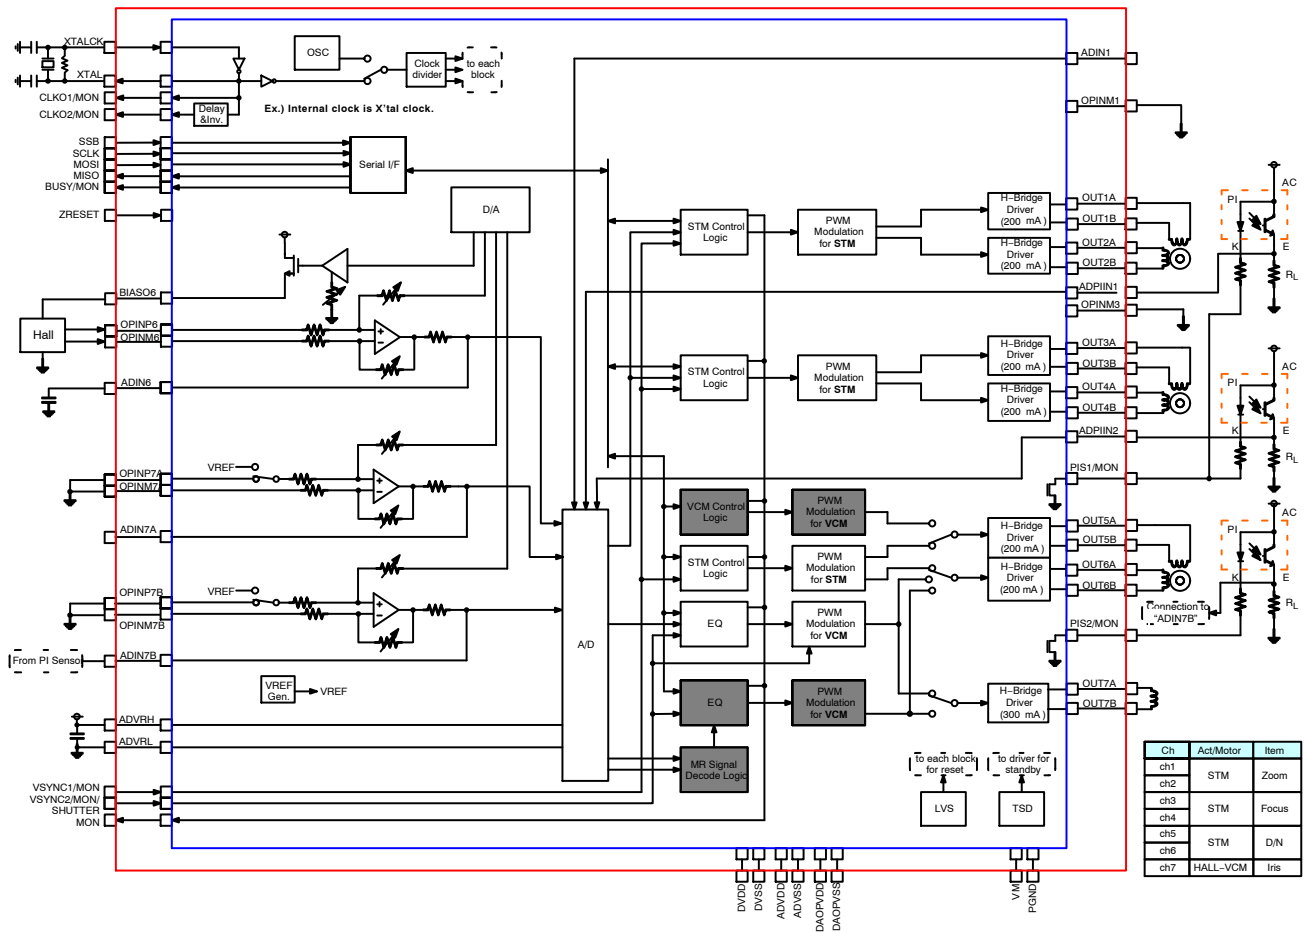 XTALCK
XTAL
CLKO1/MON
CLKO2/MON
OSC
Clock
divider
to each
block
Delay
&Inv.
Ex.) Internal clock is X'tal clock.
SSB
SCLK
MOSI
MISO
BUSY/MON
Serial I/F
ZRESET
D/A
BIASO6
Hall
OPINP6
OPINM6
+
−
ADIN6
OPINP7A
OPINM7
VREF
+
−
ADIN7A
OPINP7B
OPINM7B
VREF
+
−
ADIN7B
From PI Senso
VREF
Gen.
VREF
ADVRH
ADVRL
VSYNC1/MON
VSYNC2/MON/
SHUTTER
MON
A/D
STM Control
Logic
PWM
Modulation
for STM
H−Bridge
Driver
(200 mA)
H−Bridge
Driver
(200 mA)
STM Control
Logic
PWM
Modulation
for STM
H−Bridge
Driver
(200 mA)
H−Bridge
Driver
(200 mA)
VCM Control
Logic
PWM
Modulation
for VCM
STM Control
Logic
PWM
Modulation
for STM
H−Bridge
Driver
(200 mA)
H−Bridge
Driver
(200 mA)
EQ
PWM
Modulation
for VCM
EQ
PWM
Modulation
for VCM
H−Bridge
Driver
(300 mA)
MR Signal
Decode Logic
to each block
for reset
LVS
to driver for
standby
TSD
ADIN1
OPINM1
OUT1A
OUT1B
OUT2A
OUT2B
ADPIIN1
OPINM3
OUT3A
OUT3B
OUT4A
OUT4B
ADPIIN2
PIS1/MON
OUT5A
OUT5B
OUT6A
OUT6B
PIS2/MON
OUT7A
OUT7B
AC
PI
K
E
RL
AC
PI
K
E
RL
AC
PI
K
E
RL
Connection to
"ADIN7B"
DVDD
DVSS
ADVDD
ADVSS
DAOPVDD
DAOPVSS
VM
PGND
Ch Act/Motor Item
ch1
ch2
STM Zoom
ch3
ch4
STM Focus
ch5
ch6
STM D/N
ch7 HALL−VCM Iris